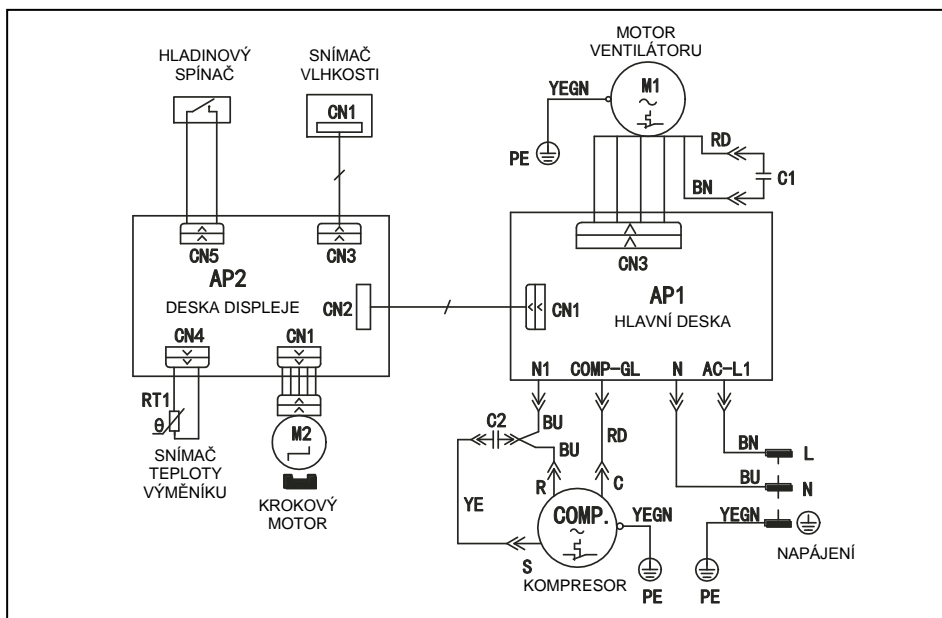 HLADINOVÝ
SPÍNAČ
SNÍMAČ
VLHKOSTI
CN1
MOTOR
VENTILÁTORU
YEGN
M1
PE
RD
BN
C1
CN5
CN3
AP2
DESKA DISPLEJE
CN2
CN4
CN1
RT1
θ
SNÍMAČ
TEPLOTY
VÝMĚNÍKU
M2
KROKOVÝ
MOTOR
CN3
CN1
AP1
HLAVNÍ DESKA
N1
COMP-GL
N
AC-L1
C2
BU
BU
RD
YE
R
C
S
COMP.
KOMPRESOR
YEGN
PE
BN
L
BU
N
YEGN
PE
NAPÁJENÍ